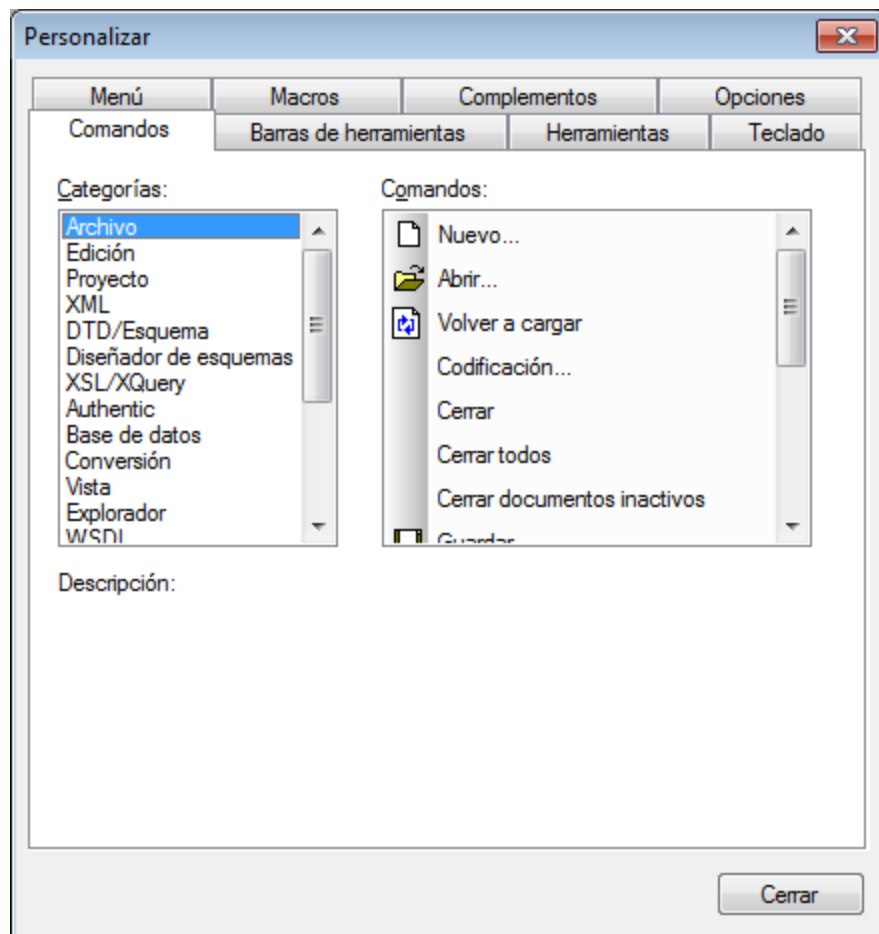 Personalizar
Menú
Macros
Complementos
Opciones
Comandos
Barras de herramientas
Herramientas
Teclado
Categorías:
Archivo
Edición
Proyecto
XML
DTD/Esquema
Diseñador de esquemas
XSL/XQuery
Authentic
Base de datos
Conversión
Vista
Explorador
WSDL
Comandos:
Nuevo...
Abrir...
Volver a cargar
Codificación...
Cerrar
Cerrar todos
Cerrar documentos inactivos
Guardar
Descripción:
Cerrar